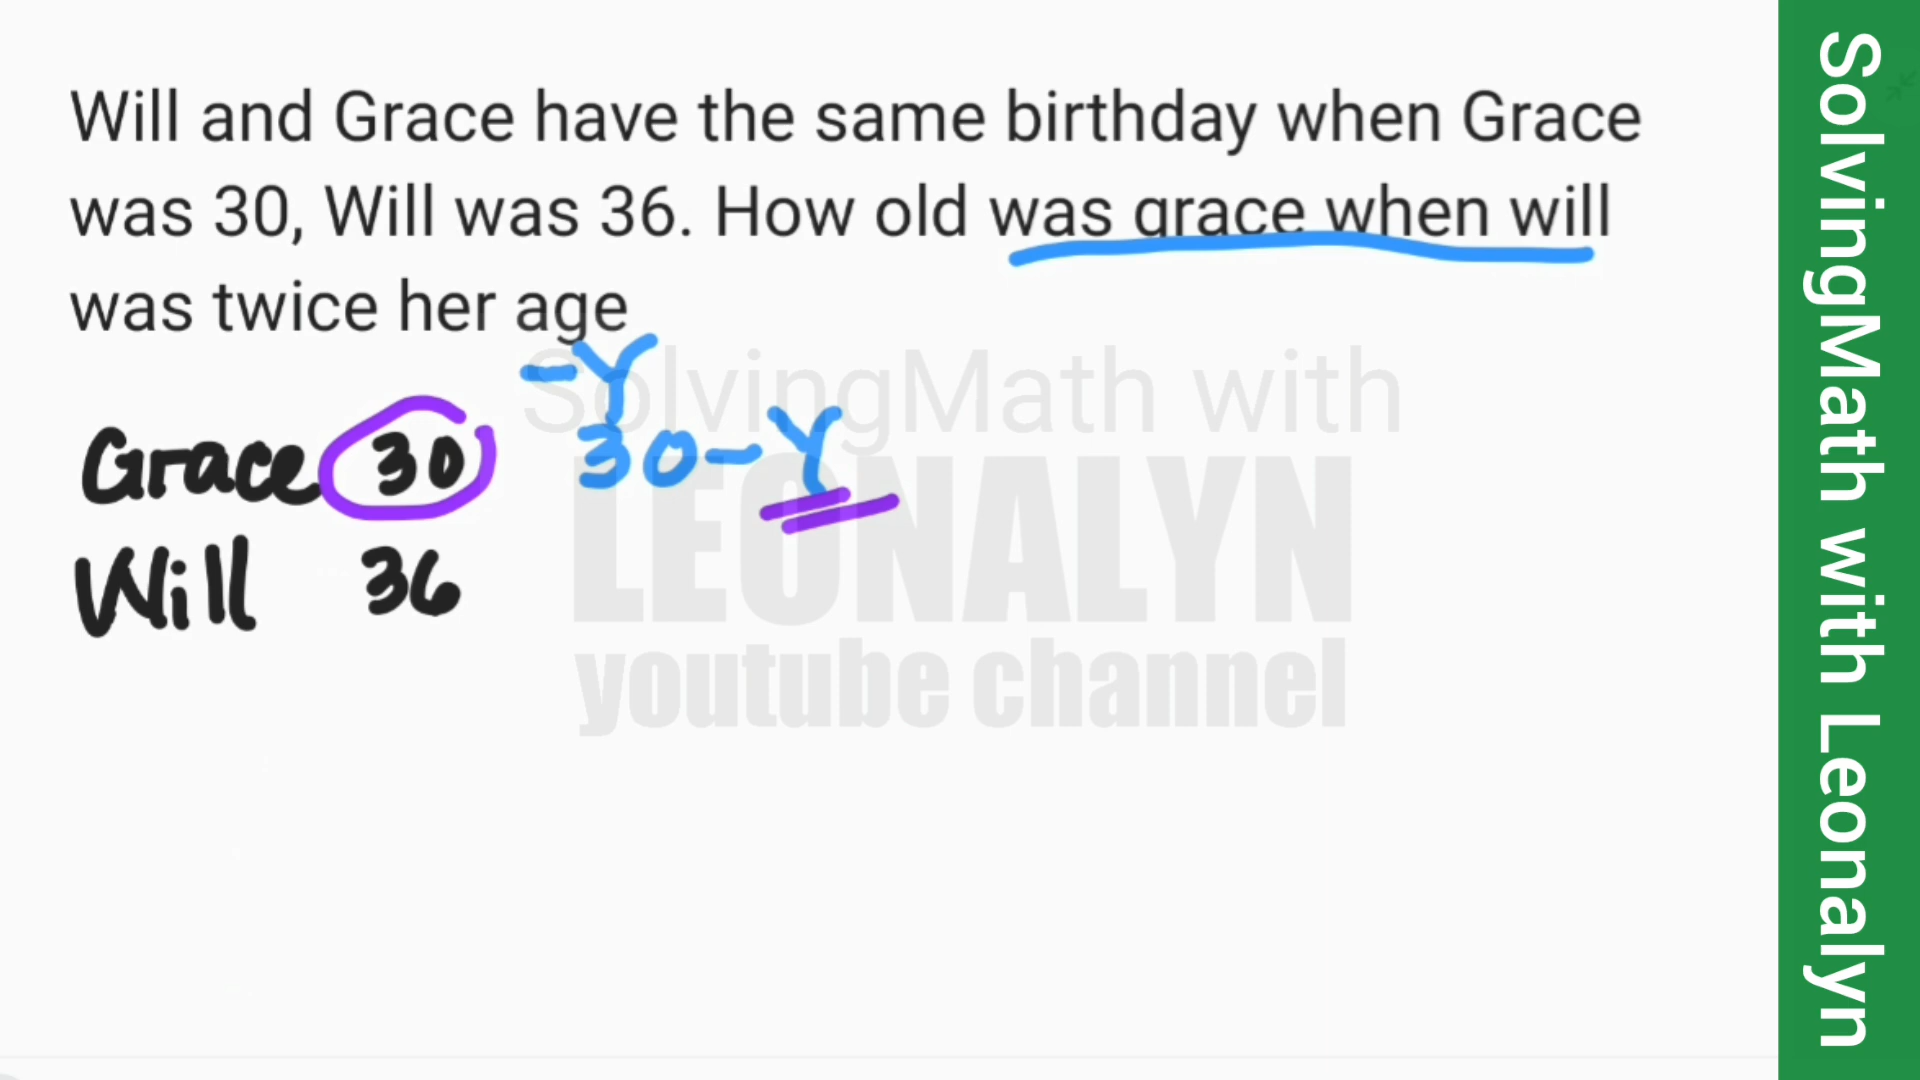 Will and Grace have the same birthday when Grace
was 30, Will was 36. How old was grace when will
was twice her age
-Y
Grace 30 30-Y
Will 36
SolvingMath with
LEONALYN
youtube channel
SolvingMath with Leonalyn